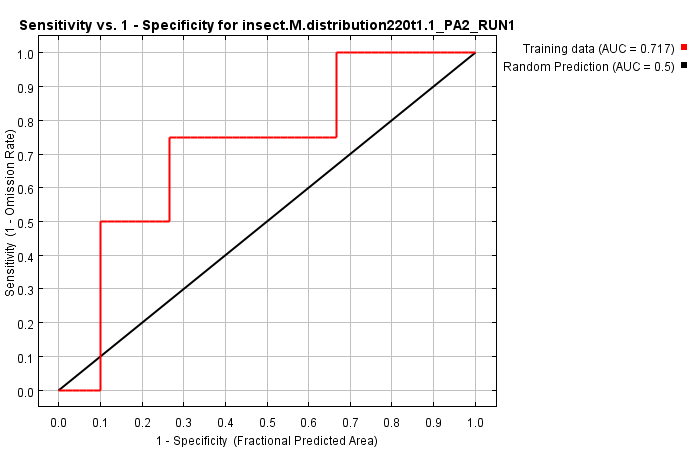 Sensitivity vs. 1 - Specificity for insect.M.distribution220t1.1_PA2_RUN1
Training data (AUC = 0.717)
Random Prediction (AUC = 0.5)
Sensitivity (1 - Omission Rate)
1.0
0.9
0.8
0.7
0.6
0.5
0.4
0.3
0.2
0.1
0.0
0.0 0.1 0.2 0.3 0.4 0.5 0.6 0.7 0.8 0.9 1.0
1 - Specificity (Fractional Predicted Area)